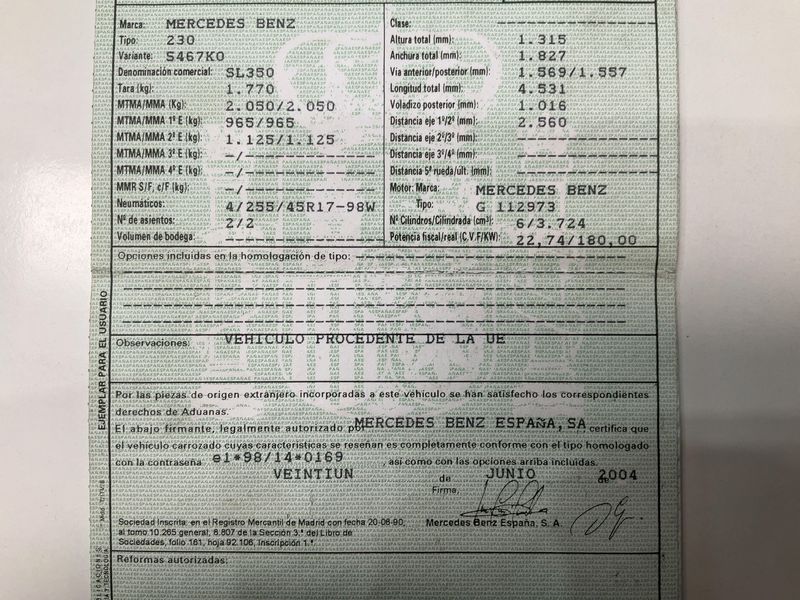 Marca: MERCEDES BENZ
Tipo: 230
Variante: S467K0
Denominación comercial: SL350
Tara (kg): 1.770
MTMA/MMA (Kg): 2.050/2.050
MTMA/MMA 1º E (kg): 965/965
MTMA/MMA 2º E (kg): 1.125/1.125
MTMA/MMA 3º E (kg): -/-----------
MTMA/MMA 4º E (kg): -/-----------
MMR S/F, c/F (kg): -/-----------
Neumáticos: 4/255/45R17-98W
Nº de asientos: 2/2
Volumen de bodega: -------------
Clase: -------------
Altura total (mm): 1.315
Anchura total (mm): 1.827
Vía anterior/posterior (mm): 1.569/1.557
Longitud total (mm): 4.531
Voladizo posterior (mm): 1.016
Distancia eje 1º/2º (mm): 2.560
Distancia eje 2º/3º (mm): -------------
Distancia eje 3º/4º (mm): -------------
Distancia 5ª rueda/últ. (mm): -------------
Motor: Marca: MERCEDES BENZ
Tipo: G 112973
Nº Cilindros/Cilindrada (cm³): 6/3.724
Potencia fiscal/real (C.V.F/KW): 22,74/180,00
Opciones incluidas en la homologación de tipo: -------------
Observaciones: VEHICULO PROCEDENTE DE LA UE
Por las piezas de origen extranjero incorporadas a este vehículo se han satisfecho los correspondientes
derechos de Aduanas.
El abajo firmante, legalmente autorizado por MERCEDES BENZ ESPAÑA,SA certifica que
el vehículo carrozado cuyas características se reseñan es completamente conforme con el tipo homologado
con la contraseña e1*98/14*0169, así como con las opciones arriba incluidas.
VEINTIUN de JUNIO de 2004
Firma,
Mercedes Benz España, S. A.
Sociedad Inscrita en el Registro Mercantil de Madrid con fecha 20-06-90,
al tomo 10.265 general, 8.807 de la Sección 3.ª del Libro de
Sociedades, folio 161, hoja 92.106, Inscripción 1.ª.
Reformas autorizadas:
EJEMPLAR PARA EL USUARIO